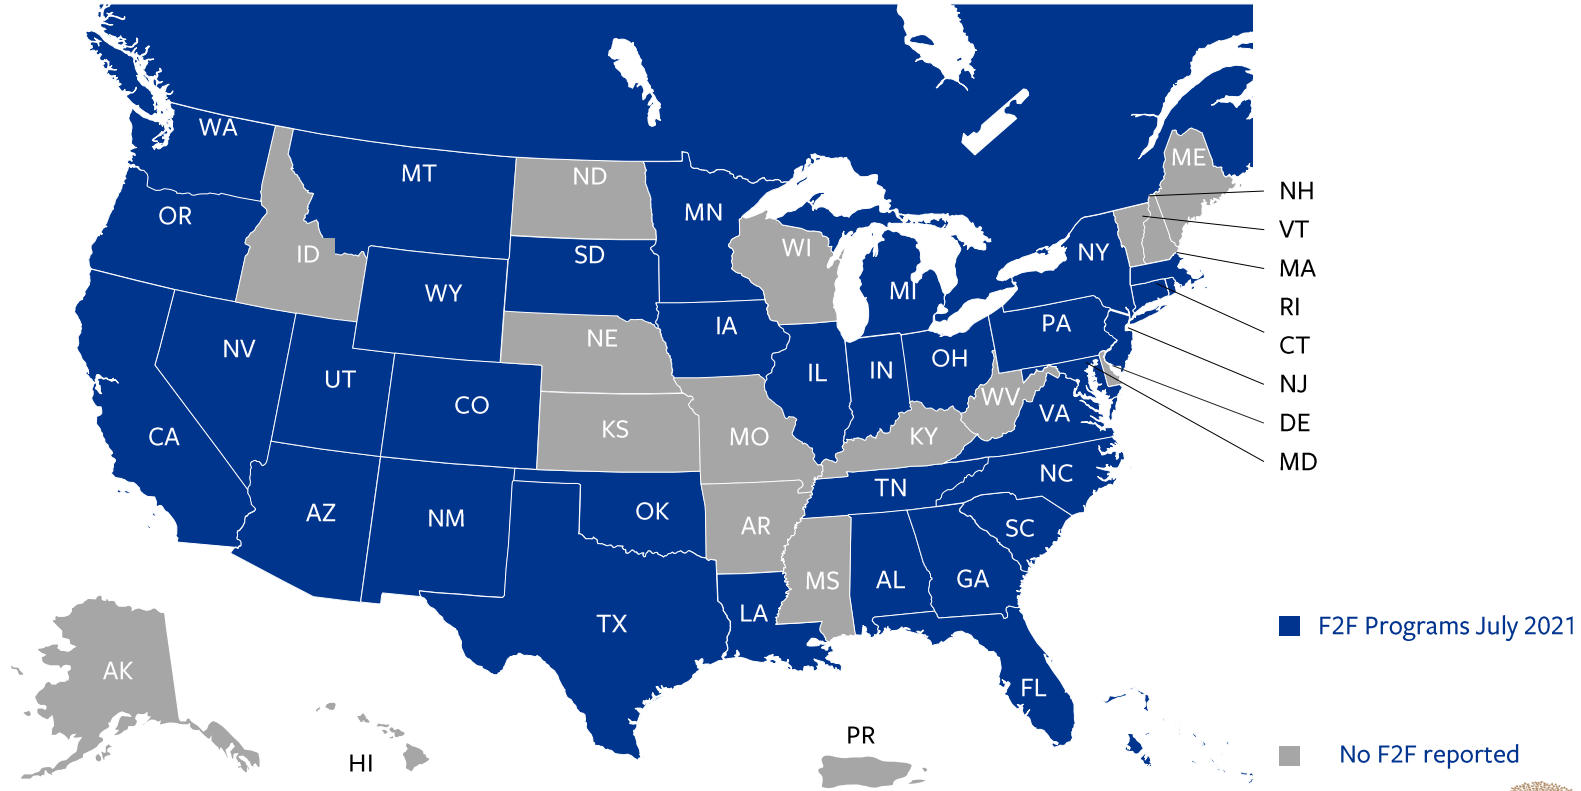 WA
MT
ND
ME
NH
OR
MN
VT
ID
SD
WI
NY
MA
WY
MI
RI
NV
IA
NE
PA
CT
UT
CO
IL
IN
OH
NJ
CA
KS
MO
KY
WV
VA
DE
MD
AZ
NM
OK
TN
NC
AR
SC
TX
LA
MS
AL
GA
F2F Programs July 2021
AK
FL
HI
PR
No F2F reported